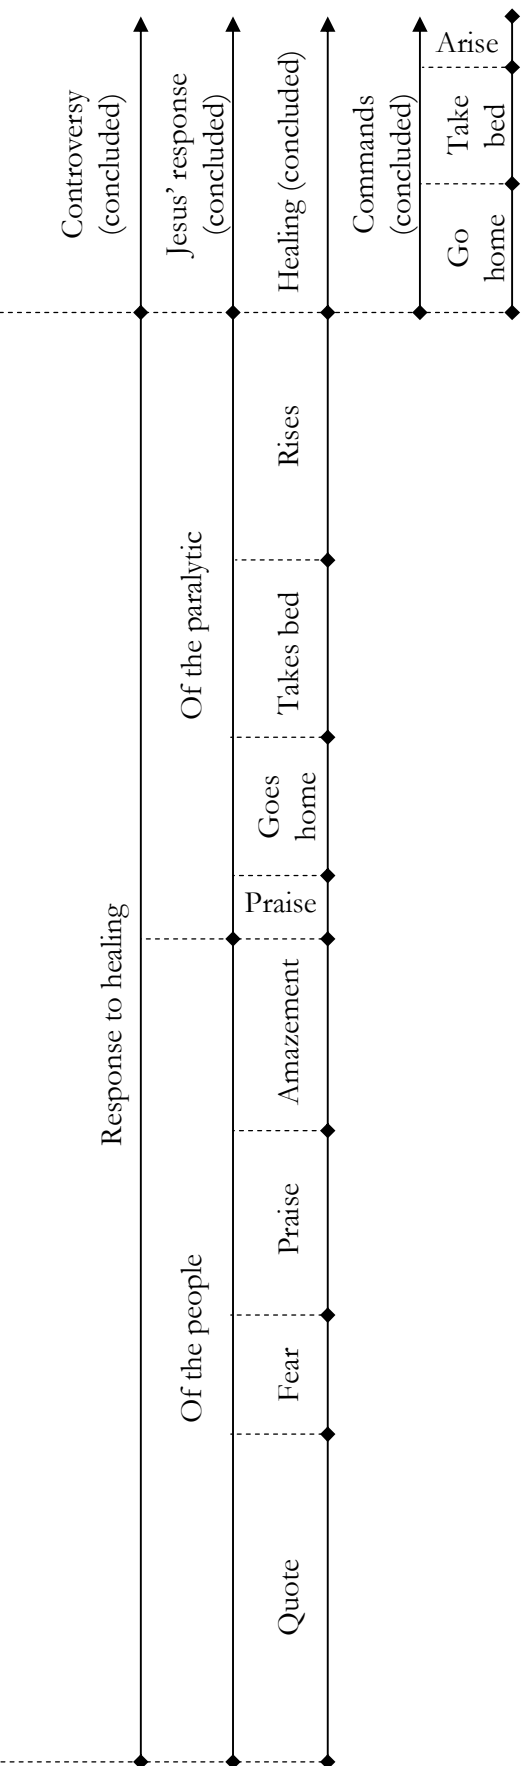 Controversy
(concluded)
Jesus’ response
(concluded)
Healing (concluded)
Commands
(concluded)
Arise
Take
bed
Go
home
Response to healing
Of the paralytic
Rises
Takes bed
Goes
home
Praise
Of the people
Amazement
Praise
Fear
Quote